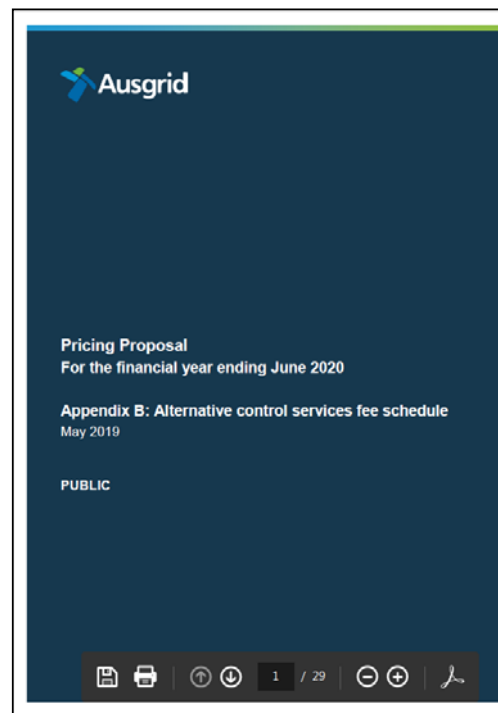 Ausgrid
Pricing Proposal
For the financial year ending June 2020
Appendix B: Alternative control services fee schedule
May 2019
PUBLIC
1 / 29